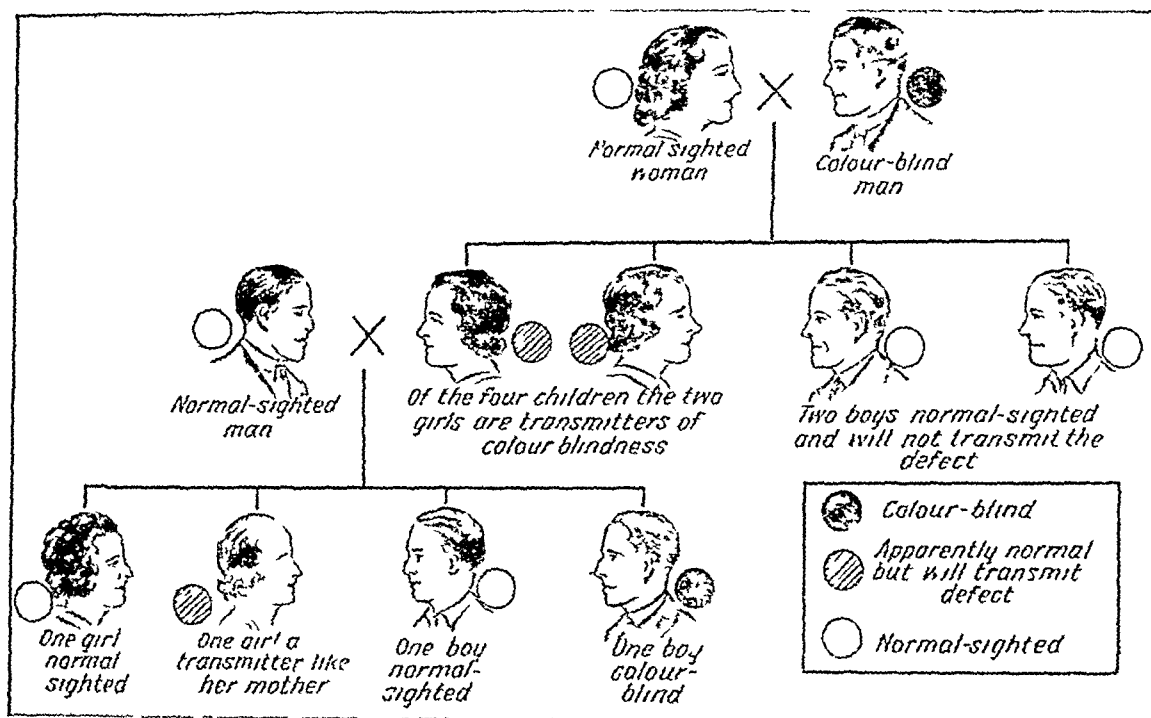 Normal sighted
woman
Colour-blind
man
Normal-sighted
man
Of the four children the two
girls are transmitters of
colour blindness
Two boys normal-sighted
and will not transmit the
defect
One girl
normal
sighted
One girl a
transmitter like
her mother
One boy
normal-
sighted
One boy
colour-
blind
Colour-blind
Apparently normal
but will transmit
defect
Normal-sighted